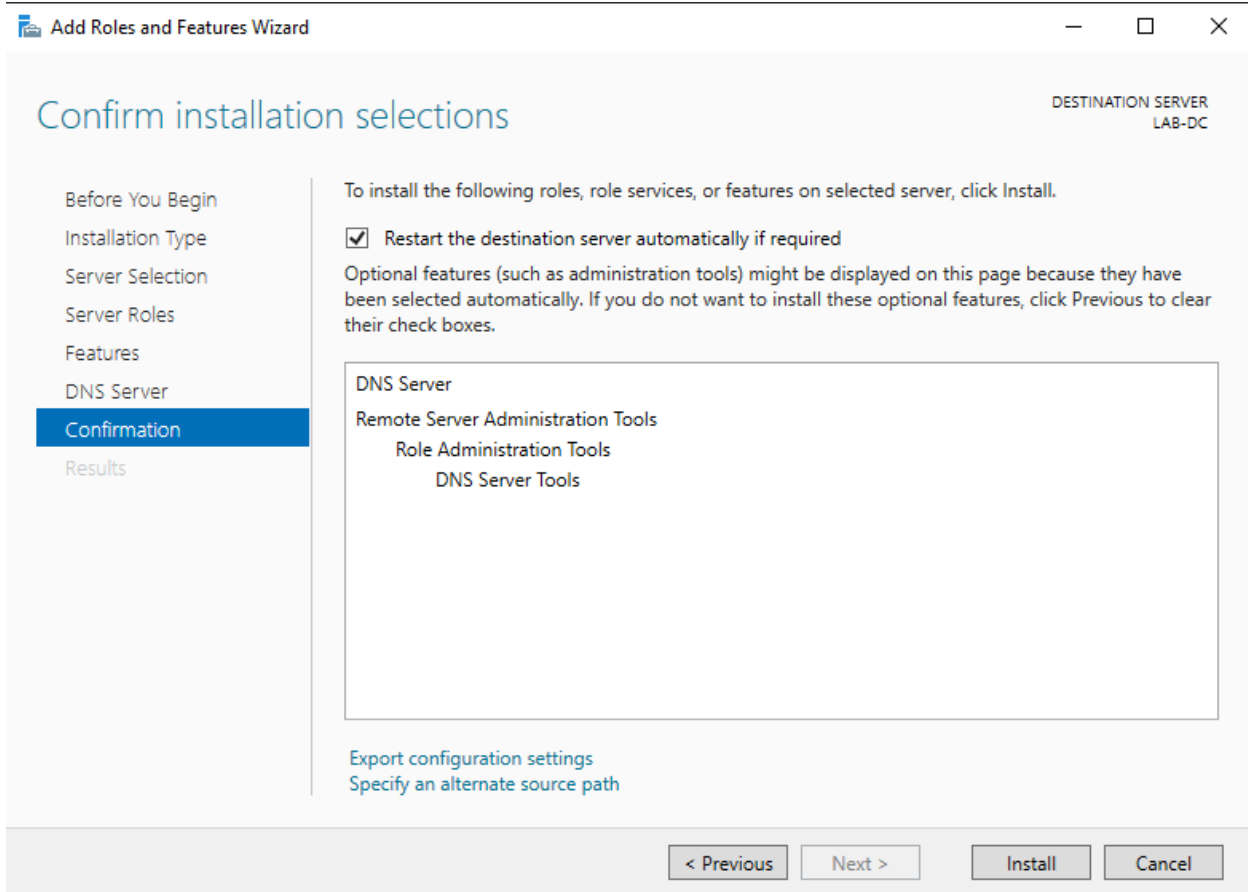 Add Roles and Features Wizard
Confirm installation selections
DESTINATION SERVER
LAB-DC
Before You Begin
Installation Type
Server Selection
Server Roles
Features
DNS Server
Confirmation
Results
To install the following roles, role services, or features on selected server, click Install.
Restart the destination server automatically if required
Optional features (such as administration tools) might be displayed on this page because they have
been selected automatically. If you do not want to install these optional features, click Previous to clear
their check boxes.
DNS Server
Remote Server Administration Tools
Role Administration Tools
DNS Server Tools
Export configuration settings
Specify an alternate source path
< Previous
Next >
Install
Cancel